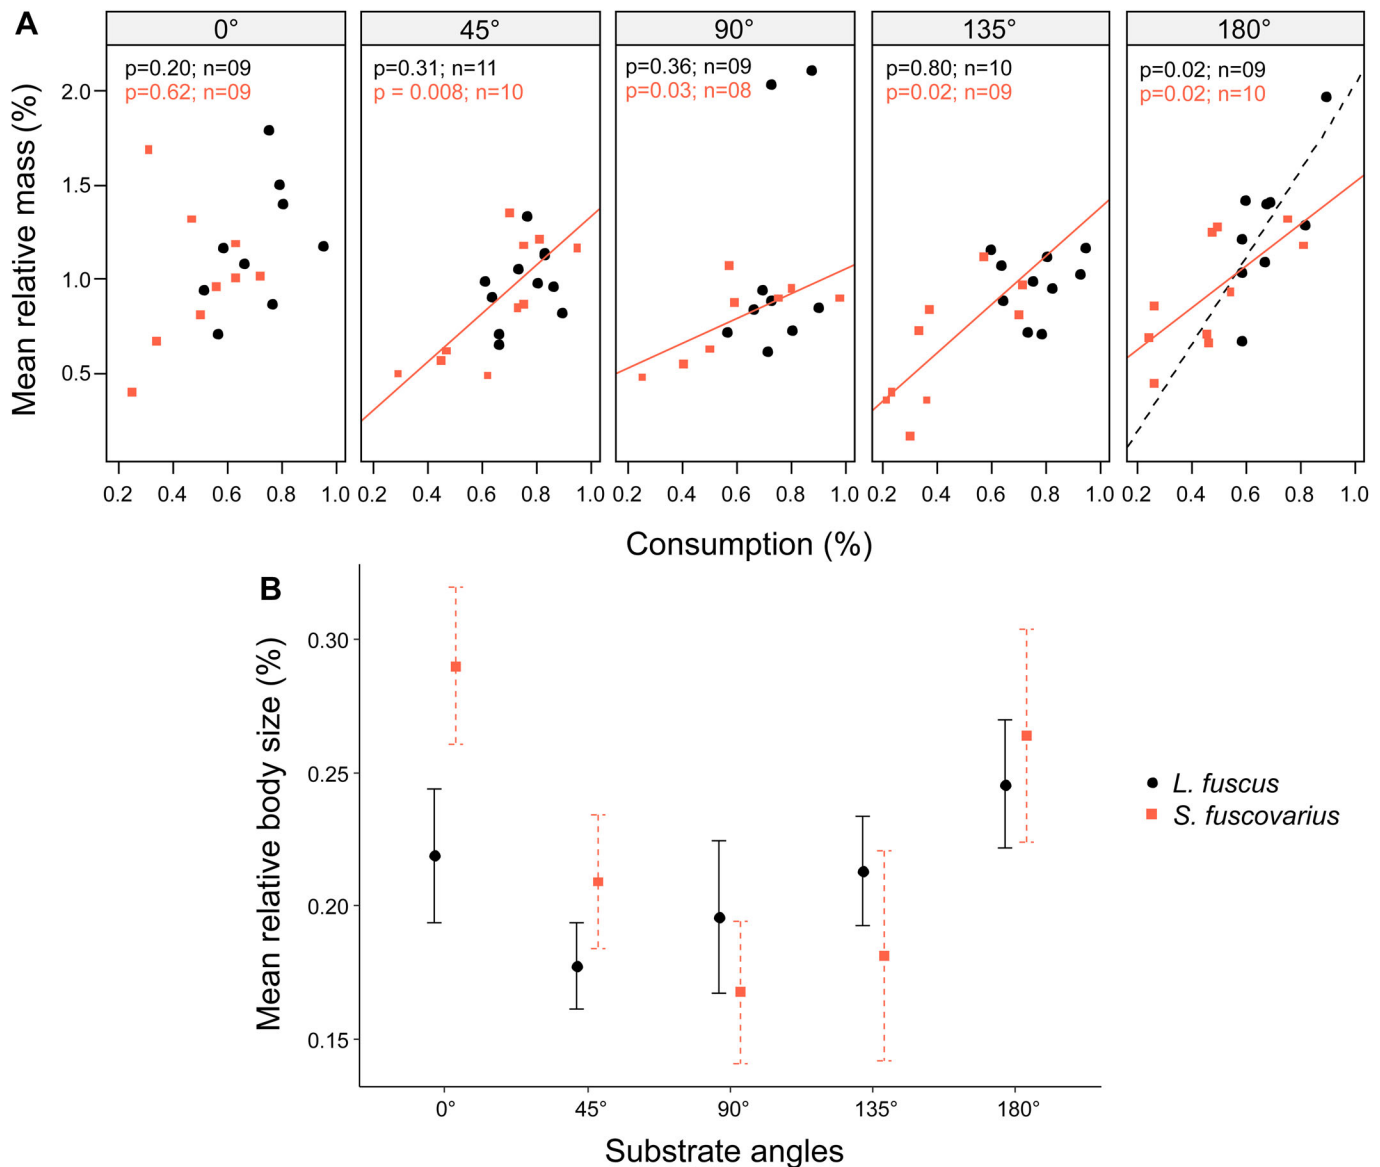 A
0°
45°
90°
135°
180°
p=0.20; n=09
p=0.62; n=09
p=0.31; n=11
p = 0.008; n=10
p=0.36; n=09
p=0.03; n=08
p=0.80; n=10
p=0.02; n=09
p=0.02; n=09
p=0.02; n=10
Mean relative mass (%)
2.0
1.5
1.0
0.5
0.2 0.4 0.6 0.8 1.0
0.2 0.4 0.6 0.8 1.0
0.2 0.4 0.6 0.8 1.0
0.2 0.4 0.6 0.8 1.0
0.2 0.4 0.6 0.8 1.0
Consumption (%)
B
Mean relative body size (%)
0.30
0.25
0.20
0.15
0° 45° 90° 135° 180°
Substrate angles
L. fuscus
S. fuscovarius